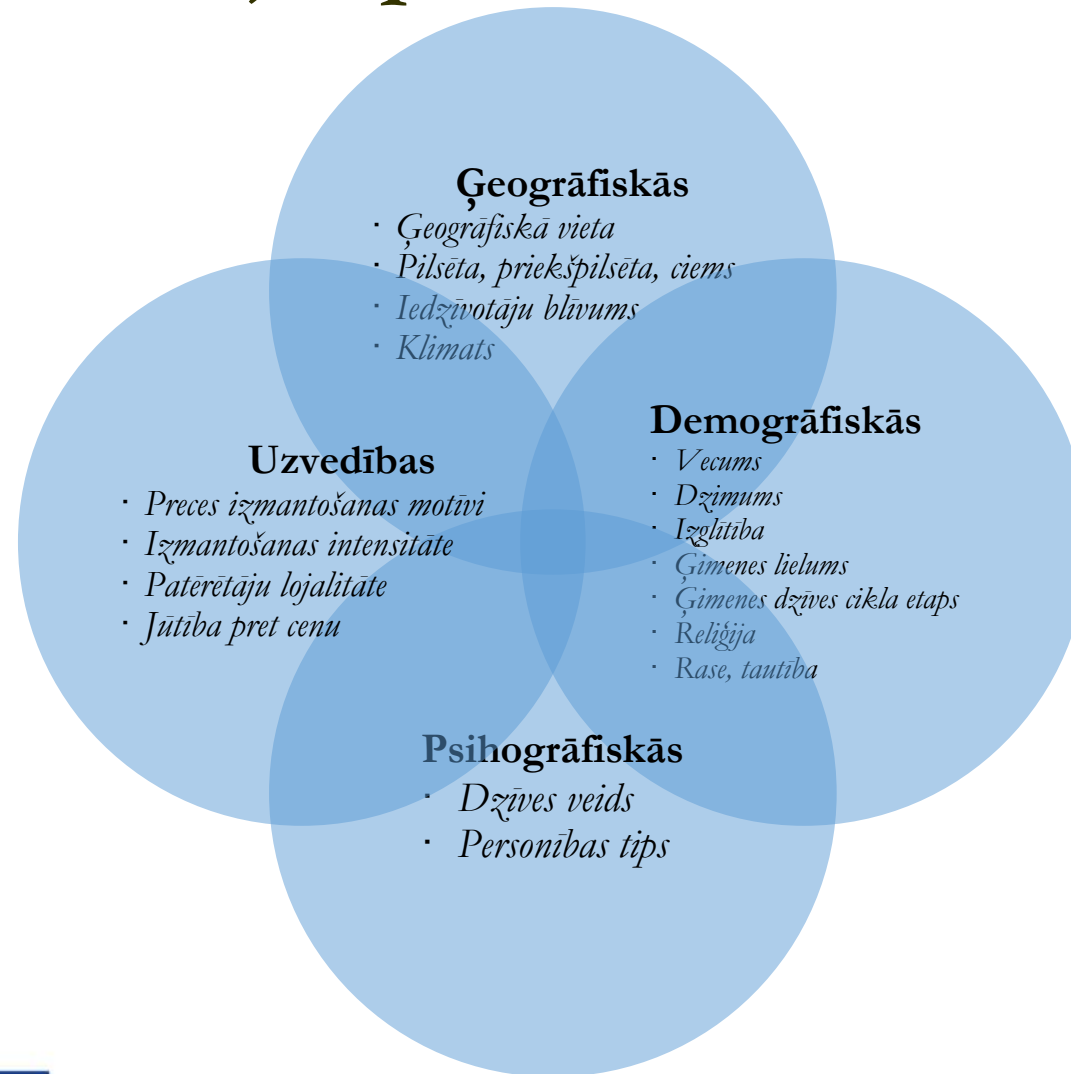 Ģeogrāfiskās
· Ģeogrāfiskā vieta
· Pilsēta, priekšpilsēta, ciems
· Iedzīvotāju blīvums
· Klimats
Demogrāfiskās
· Vecums
· Dzimums
· Izglītība
· Ģimenes lielums
· Ģimenes dzīves cikla etaps
· Reliģija
· Rase, tautība
Uzvedības
· Preces izmantošanas motīvi
· Izmantošanas intensitāte
· Patērētāju lojalitāte
· Jūtība pret cenu
Psihogrāfiskās
· Dzīves veids
· Personības tips